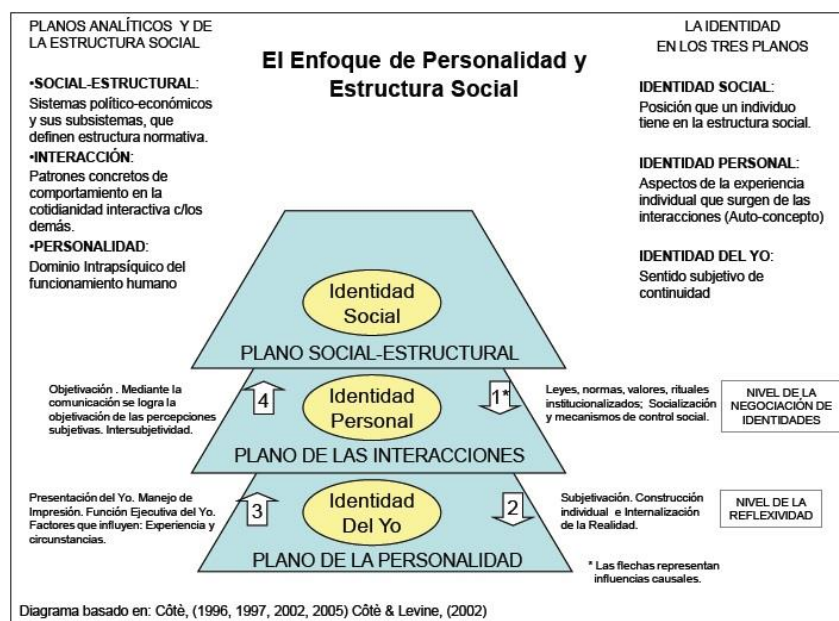 PLANOS ANALÍTICOS Y DE
LA ESTRUCTURA SOCIAL
•SOCIAL-ESTRUCTURAL:
Sistemas político-económicos
y sus subsistemas, que
definen estructura normativa.
•INTERACCIÓN:
Patrones concretos de
comportamiento en la
cotidianidad interactiva c/los
demás.
•PERSONALIDAD:
Dominio Intrapsíquico del
funcionamiento humano
El Enfoque de Personalidad y
Estructura Social
LA IDENTIDAD
EN LOS TRES PLANOS
IDENTIDAD SOCIAL:
Posición que un individuo
tiene en la estructura social.
IDENTIDAD PERSONAL:
Aspectos de la experiencia
individual que surgen de las
interacciones (Auto-concepto)
IDENTIDAD DEL YO:
Sentido subjetivo de
continuidad
Identidad
Social
PLANO SOCIAL-ESTRUCTURAL
Objetivación . Mediante la
comunicación se logra la
objetivación de las percepciones
subjetivas. Intersubjetividad.
4
Identidad
Personal
1*
PLANO DE LAS INTERACCIONES
Leyes, normas, valores, rituales
institucionalizados; Socialización
y mecanismos de control social.
NIVEL DE LA
NEGOCIACIÓN DE
IDENTIDADES
Presentación del Yo. Manejo de
Impresión. Función Ejecutiva del Yo.
Factores que influyen: Experiencia y
circunstancias.
3
Identidad
Del Yo
2
PLANO DE LA PERSONALIDAD
Subjetivación. Construcción
individual e Internalización
de la Realidad.
NIVEL DE LA
REFLEXIVIDAD
* Las flechas representan
influencias causales.
Diagrama basado en: Côtè, (1996, 1997, 2002, 2005) Côtè & Levine, (2002)